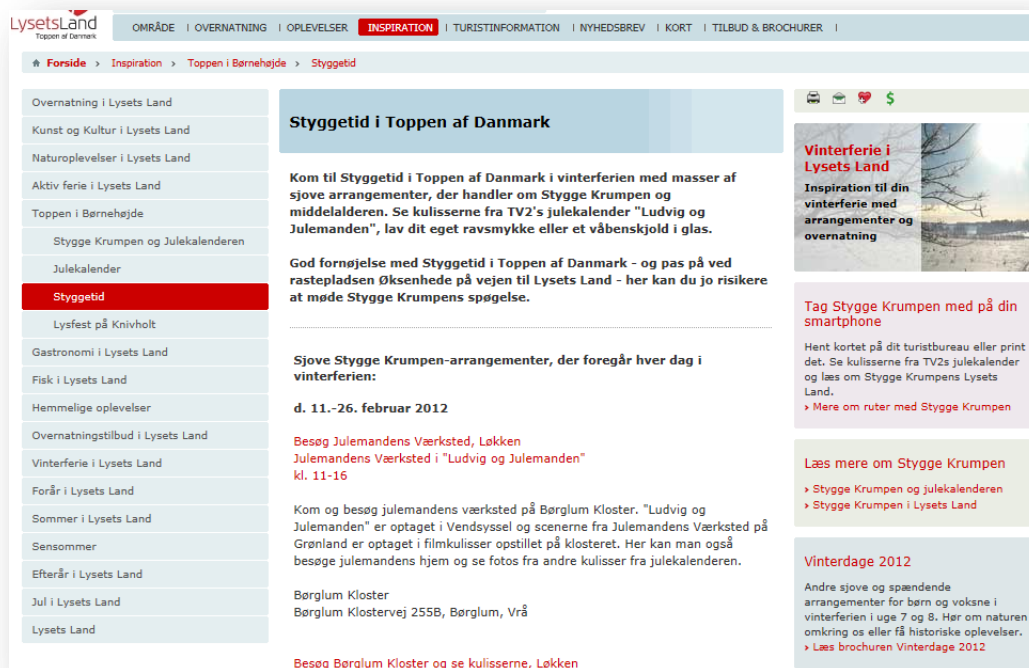 LysetsLand
Toppen af Danmark
OMRÅDE | OVERNATNING | OPLEVELSER INSPIRATION | TURISTINFORMATION | NYHEDSBREV | KORT | TILBUD & BROCHURER |
Forside > Inspiration > Toppen i Børnehøjde > Styggetid
Overnatning i Lysets Land
Kunst og Kultur i Lysets Land
Naturoplevelser i Lysets Land
Aktiv ferie i Lysets Land
Toppen i Børnehøjde
Stygge Krumpen og Julekalenderen
Julekalender
Styggetid
Lysfest på Knivholt
Gastronomi i Lysets Land
Fisk i Lysets Land
Hemmelige oplevelser
Overnatningstilbud i Lysets Land
Vinterferie i Lysets Land
Forår i Lysets Land
Sommer i Lysets Land
Sensommer
Efterår i Lysets Land
Jul i Lysets Land
Lysets Land
Styggetid i Toppen af Danmark
Kom til Styggetid i Toppen af Danmark i vinterferien med masser af
sjove arrangementer, der handler om Stygge Krumpen og
middelalderen. Se kulisserne fra TV2's julekalender "Ludvig og
Julemanden", lav dit eget ravsmykke eller et våbenskjold i glas.
God fornøjelse med Styggetid i Toppen af Danmark - og pas på ved
rastepladsen Øksenhede på vejen til Lysets Land - her kan du jo risikere
at møde Stygge Krumpens spøgelse.
Sjove Stygge Krumpen-arrangementer, der foregår hver dag i
vinterferien:
d. 11.-26. februar 2012
Besøg Julemandens Værksted, Løkken
Julemandens Værksted i "Ludvig og Julemanden"
kl. 11-16
Kom og besøg julemandens værksted på Børglum Kloster. "Ludvig og
Julemanden" er optaget i Vendsyssel og scenerne fra Julemandens Værksted på
Grønland er optaget i filmkulisser opstillet på klosteret. Her kan man også
besøge julemandens hjem og se fotos fra andre kulisser fra julekalenderen.
Børglum Kloster
Børglum Klostervej 255B, Børglum, Vrå
Besøg Børglum Kloster og se kulisserne, Løkken
$
Vinterferie i
Lysets Land
Inspiration til din
vinterferie med
arrangementer og
overnatning
Tag Stygge Krumpen med på din
smartphone
Hent kortet på dit turistbureau eller print
det. Se kulisserne fra TV2s julekalender
og læs om Stygge Krumpens Lysets
Land.
> Mere om ruter med Stygge Krumpen
Læs mere om Stygge Krumpen
> Stygge Krumpen og julekalenderen
> Stygge Krumpen i Lysets Land
Vinterdage 2012
Andre sjove og spændende
arrangementer for børn og voksne i
vinterferien i uge 7 og 8. Hør om naturen
omkring os eller få historiske oplevelser.
> Læs brochuren Vinterdage 2012